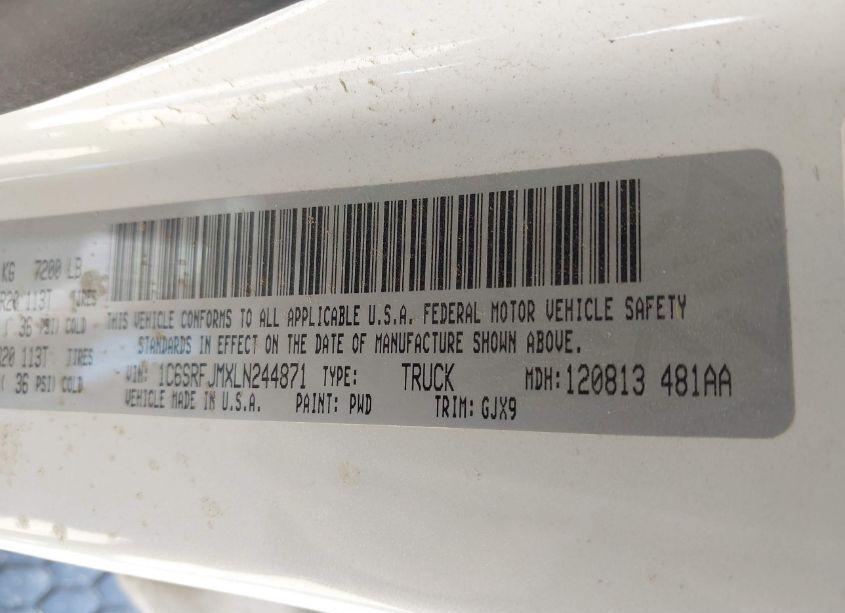 KG 7200 LB
R20 113T TIRES
( 36 PSI) COLD
R20 113T TIRES
( 36 PSI) COLD
THIS VEHICLE CONFORMS TO ALL APPLICABLE U.S.A. FEDERAL MOTOR VEHICLE SAFETY
STANDARDS IN EFFECT ON THE DATE OF MANUFACTURE SHOWN ABOVE.
VIN: 1C6SRFJMXLN244871 TYPE: TRUCK MDH:120813 481AA
VEHICLE MADE IN U.S.A. PAINT: PWD TRIM: GJX9